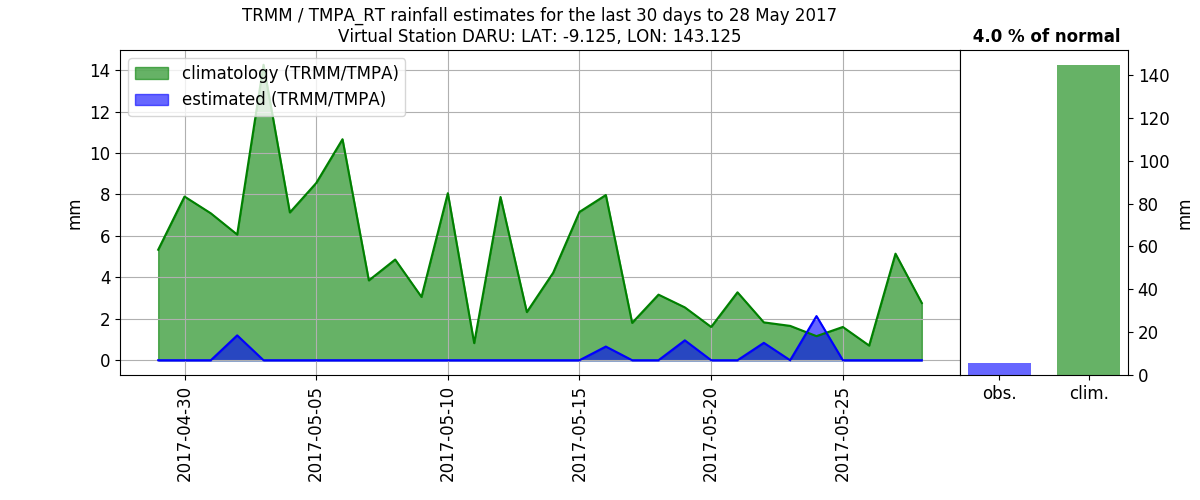 TRMM / TMPA_RT rainfall estimates for the last 30 days to 28 May 2017
Virtual Station DARU: LAT: -9.125, LON: 143.125
4.0 % of normal
climatology (TRMM/TMPA)
estimated (TRMM/TMPA)
14
12
10
8
6
4
2
0
mm
2017-04-30
2017-05-05
2017-05-10
2017-05-15
2017-05-20
2017-05-25
140
120
100
80
60
40
20
0
mm
obs.
clim.